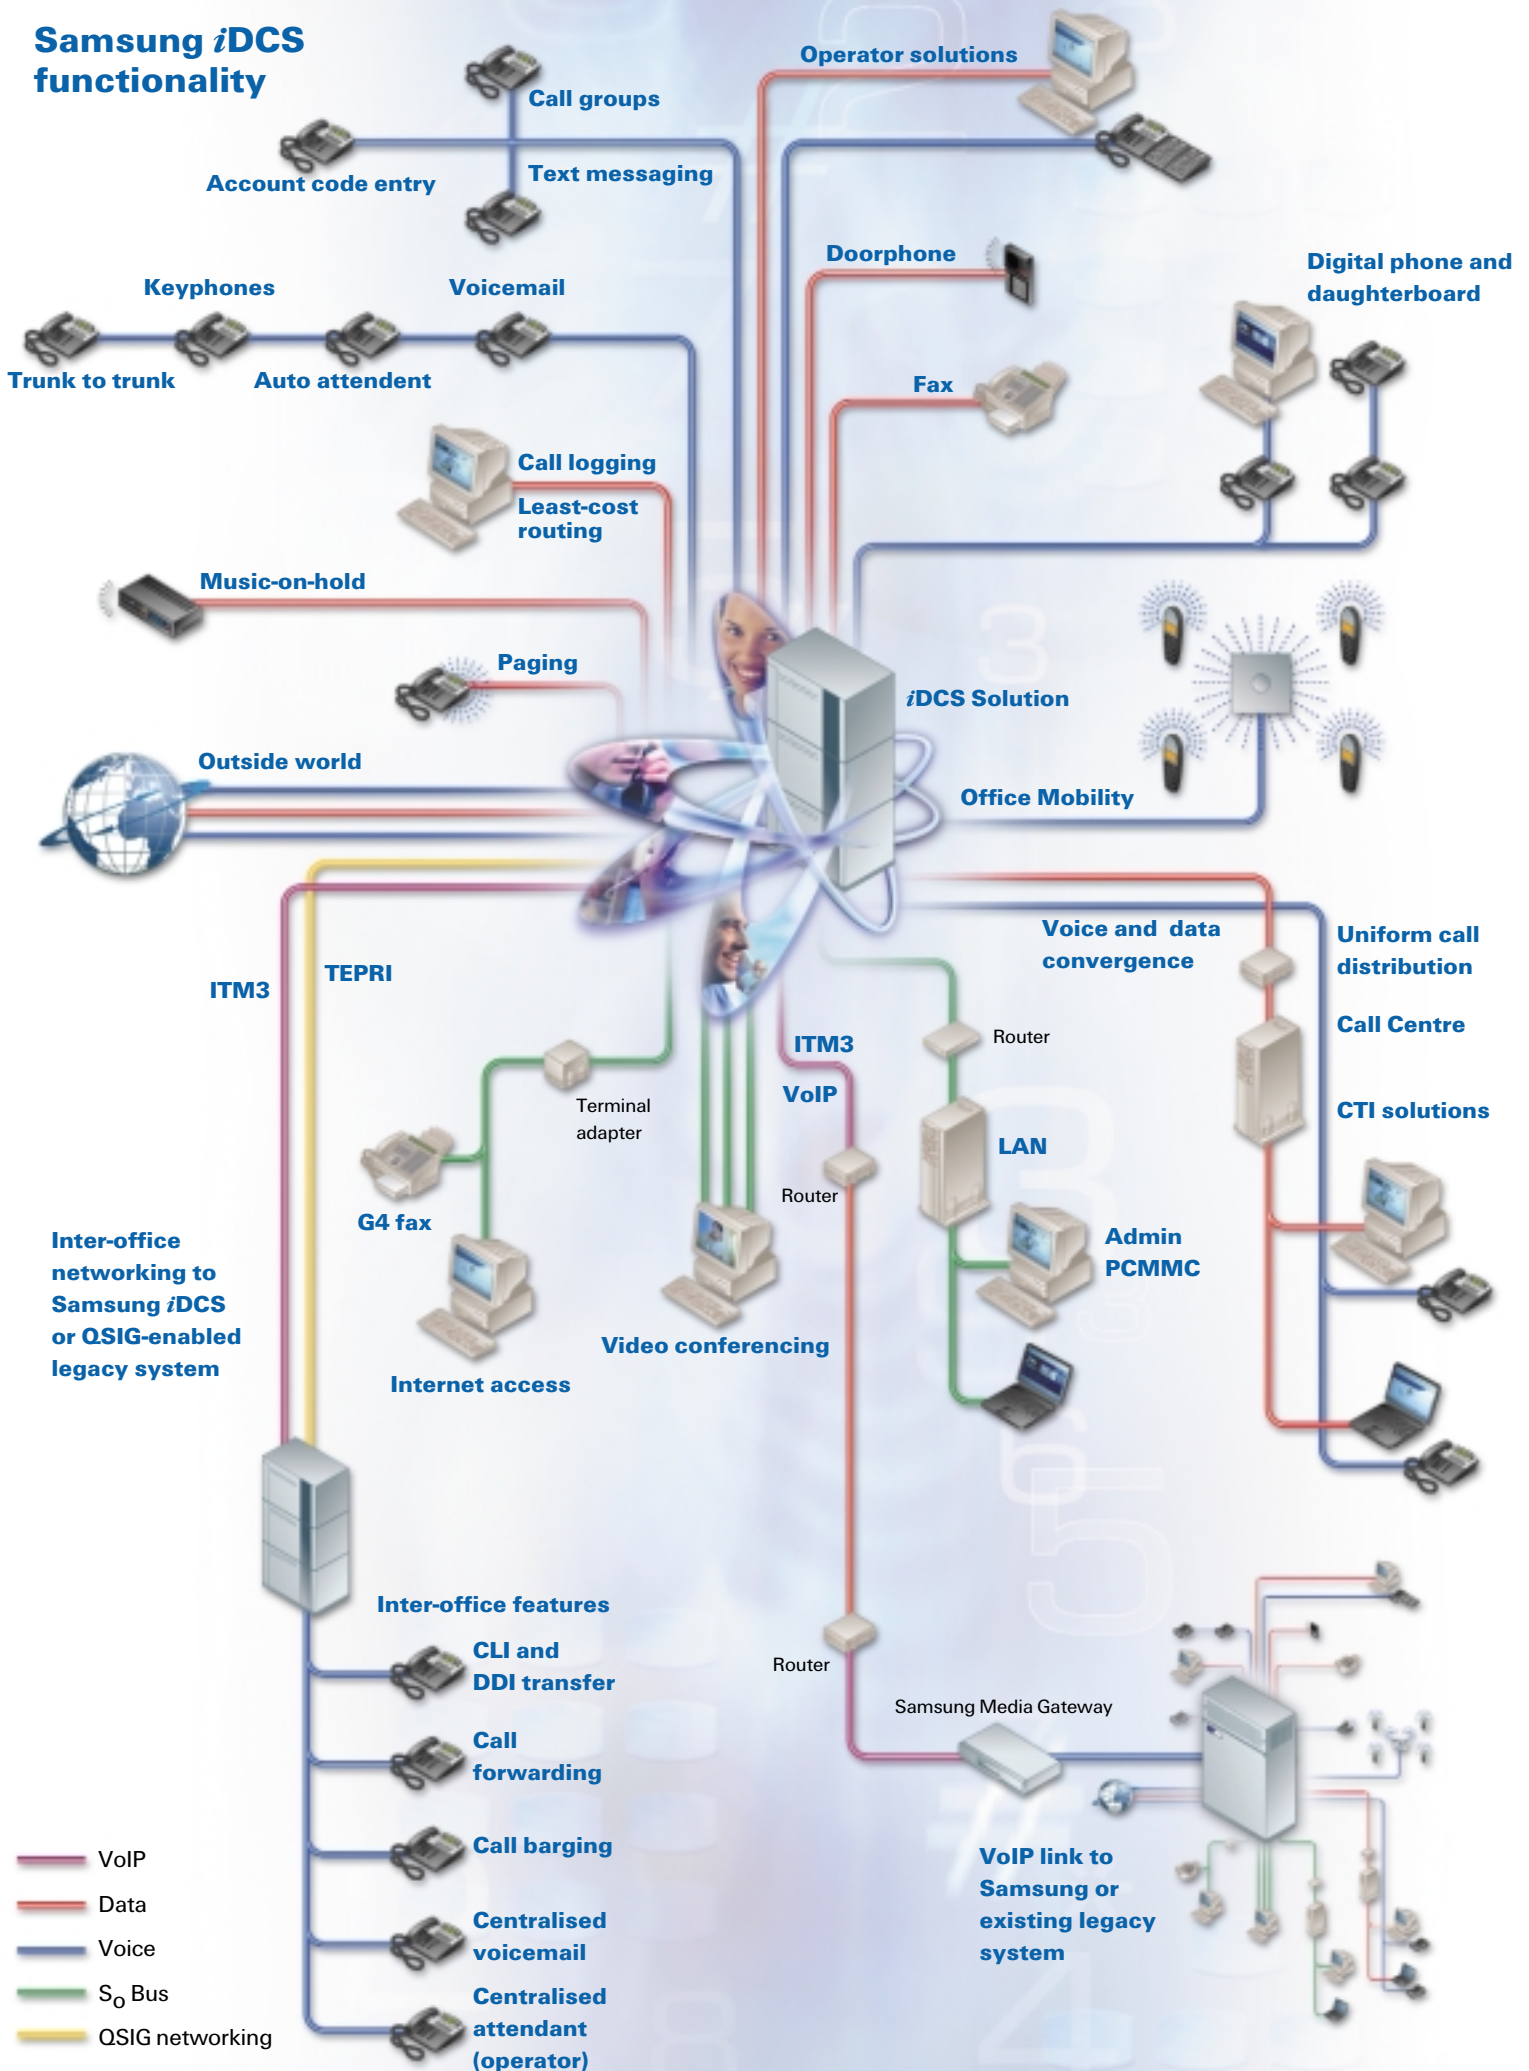 Samsung iDCS
functionality
Operator solutions
Call groups
Account code entry
Text messaging
Doorphone
Digital phone and
daughterboard
Keyphones
Voicemail
Trunk to trunk
Auto attendent
Fax
Call logging
Least-cost
routing
Music-on-hold
Paging
iDCS Solution
Outside world
Office Mobility
Voice and data
convergence
Uniform call
distribution
ITM3
TEPRI
Call Centre
ITM3
Router
VoIP
Terminal
adapter
CTI solutions
LAN
Router
G4 fax
Inter-office
networking to
Samsung iDCS
or QSIG-enabled
legacy system
Admin
PCMMC
Video conferencing
Internet access
Inter-office features
CLI and
DDI transfer
Router
Samsung Media Gateway
Call
forwarding
Call barging
VoIP link to
Samsung or
existing legacy
system
Centralised
voicemail
Centralised
attendant
(operator)
VoIP
Data
Voice
S0 Bus
QSIG networking